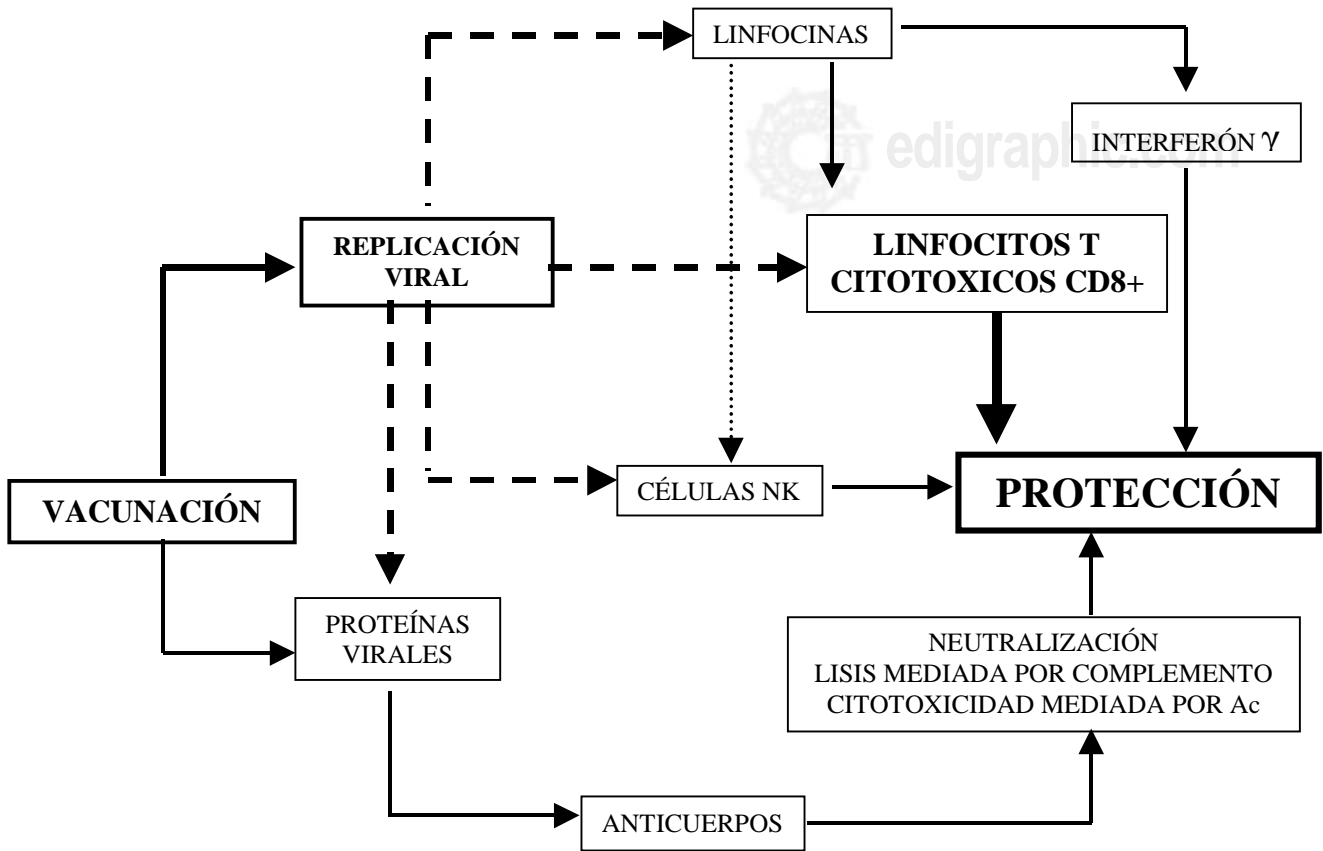 LINFOCINAS
edigraphic.com
INTERFERÓN γ
REPLICACIÓN
VIRAL
LINFOCITOS T
CITOTOXICOS CD8+
VACUNACIÓN
CÉLULAS NK
PROTECCIÓN
PROTEÍNAS
VIRALES
NEUTRALIZACIÓN
LISIS MEDIADA POR COMPLEMENTO
CITOTOXICIDAD MEDIADA POR Ac
ANTICUERPOS